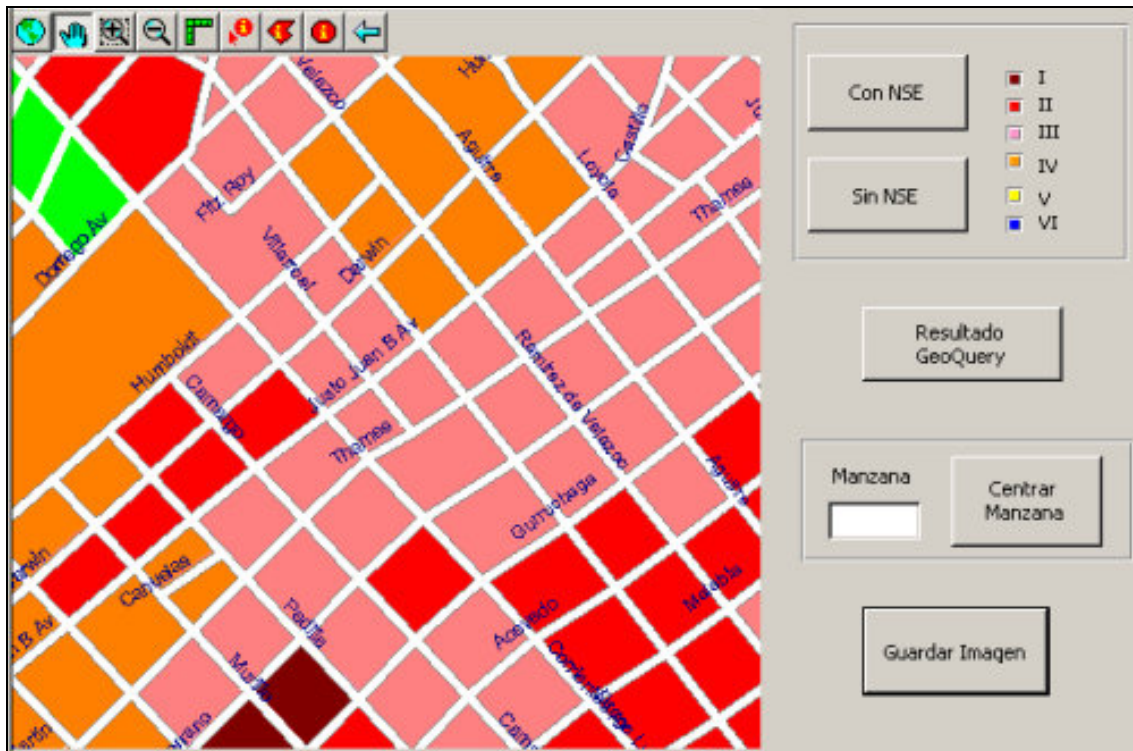 Velazco
Aguirre
Loyola
Castillo
Thames
Fitz Roy
Villarroel
Darwin
Dorrego Av
Humboldt
Camargo
Justo Juan B Av
Thames
Ramirez de Velazco
Aguirre
Gurruchaga
Malabia
Acevedo
Cañuelas
Padilla
Murillo
B Av
Con NSE
Sin NSE
I
II
III
IV
V
VI
Resultado
GeoQuery
Manzana
Centrar
Manzana
Guardar Imagen